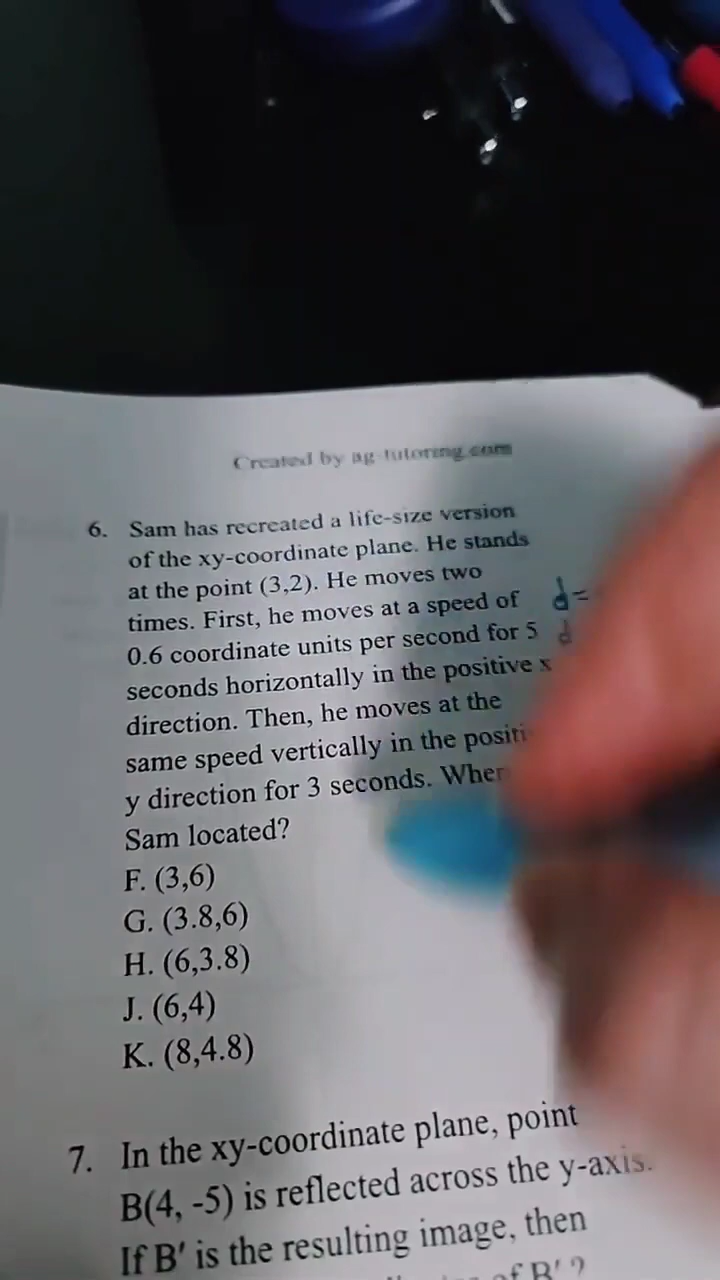 Created by ag-tutoring.com
6. Sam has recreated a life-size version
of the xy-coordinate plane. He stands
at the point (3,2). He moves two
times. First, he moves at a speed of
d=
0.6 coordinate units per second for 5
d
seconds horizontally in the positive x
direction. Then, he moves at the
same speed vertically in the positi
y direction for 3 seconds. Wher
Sam located?
F. (3,6)
G. (3.8,6)
H. (6,3.8)
J. (6,4)
K. (8,4.8)
7. In the xy-coordinate plane, point
B(4, -5) is reflected across the y-axis.
If B' is the resulting image, then
of B'?